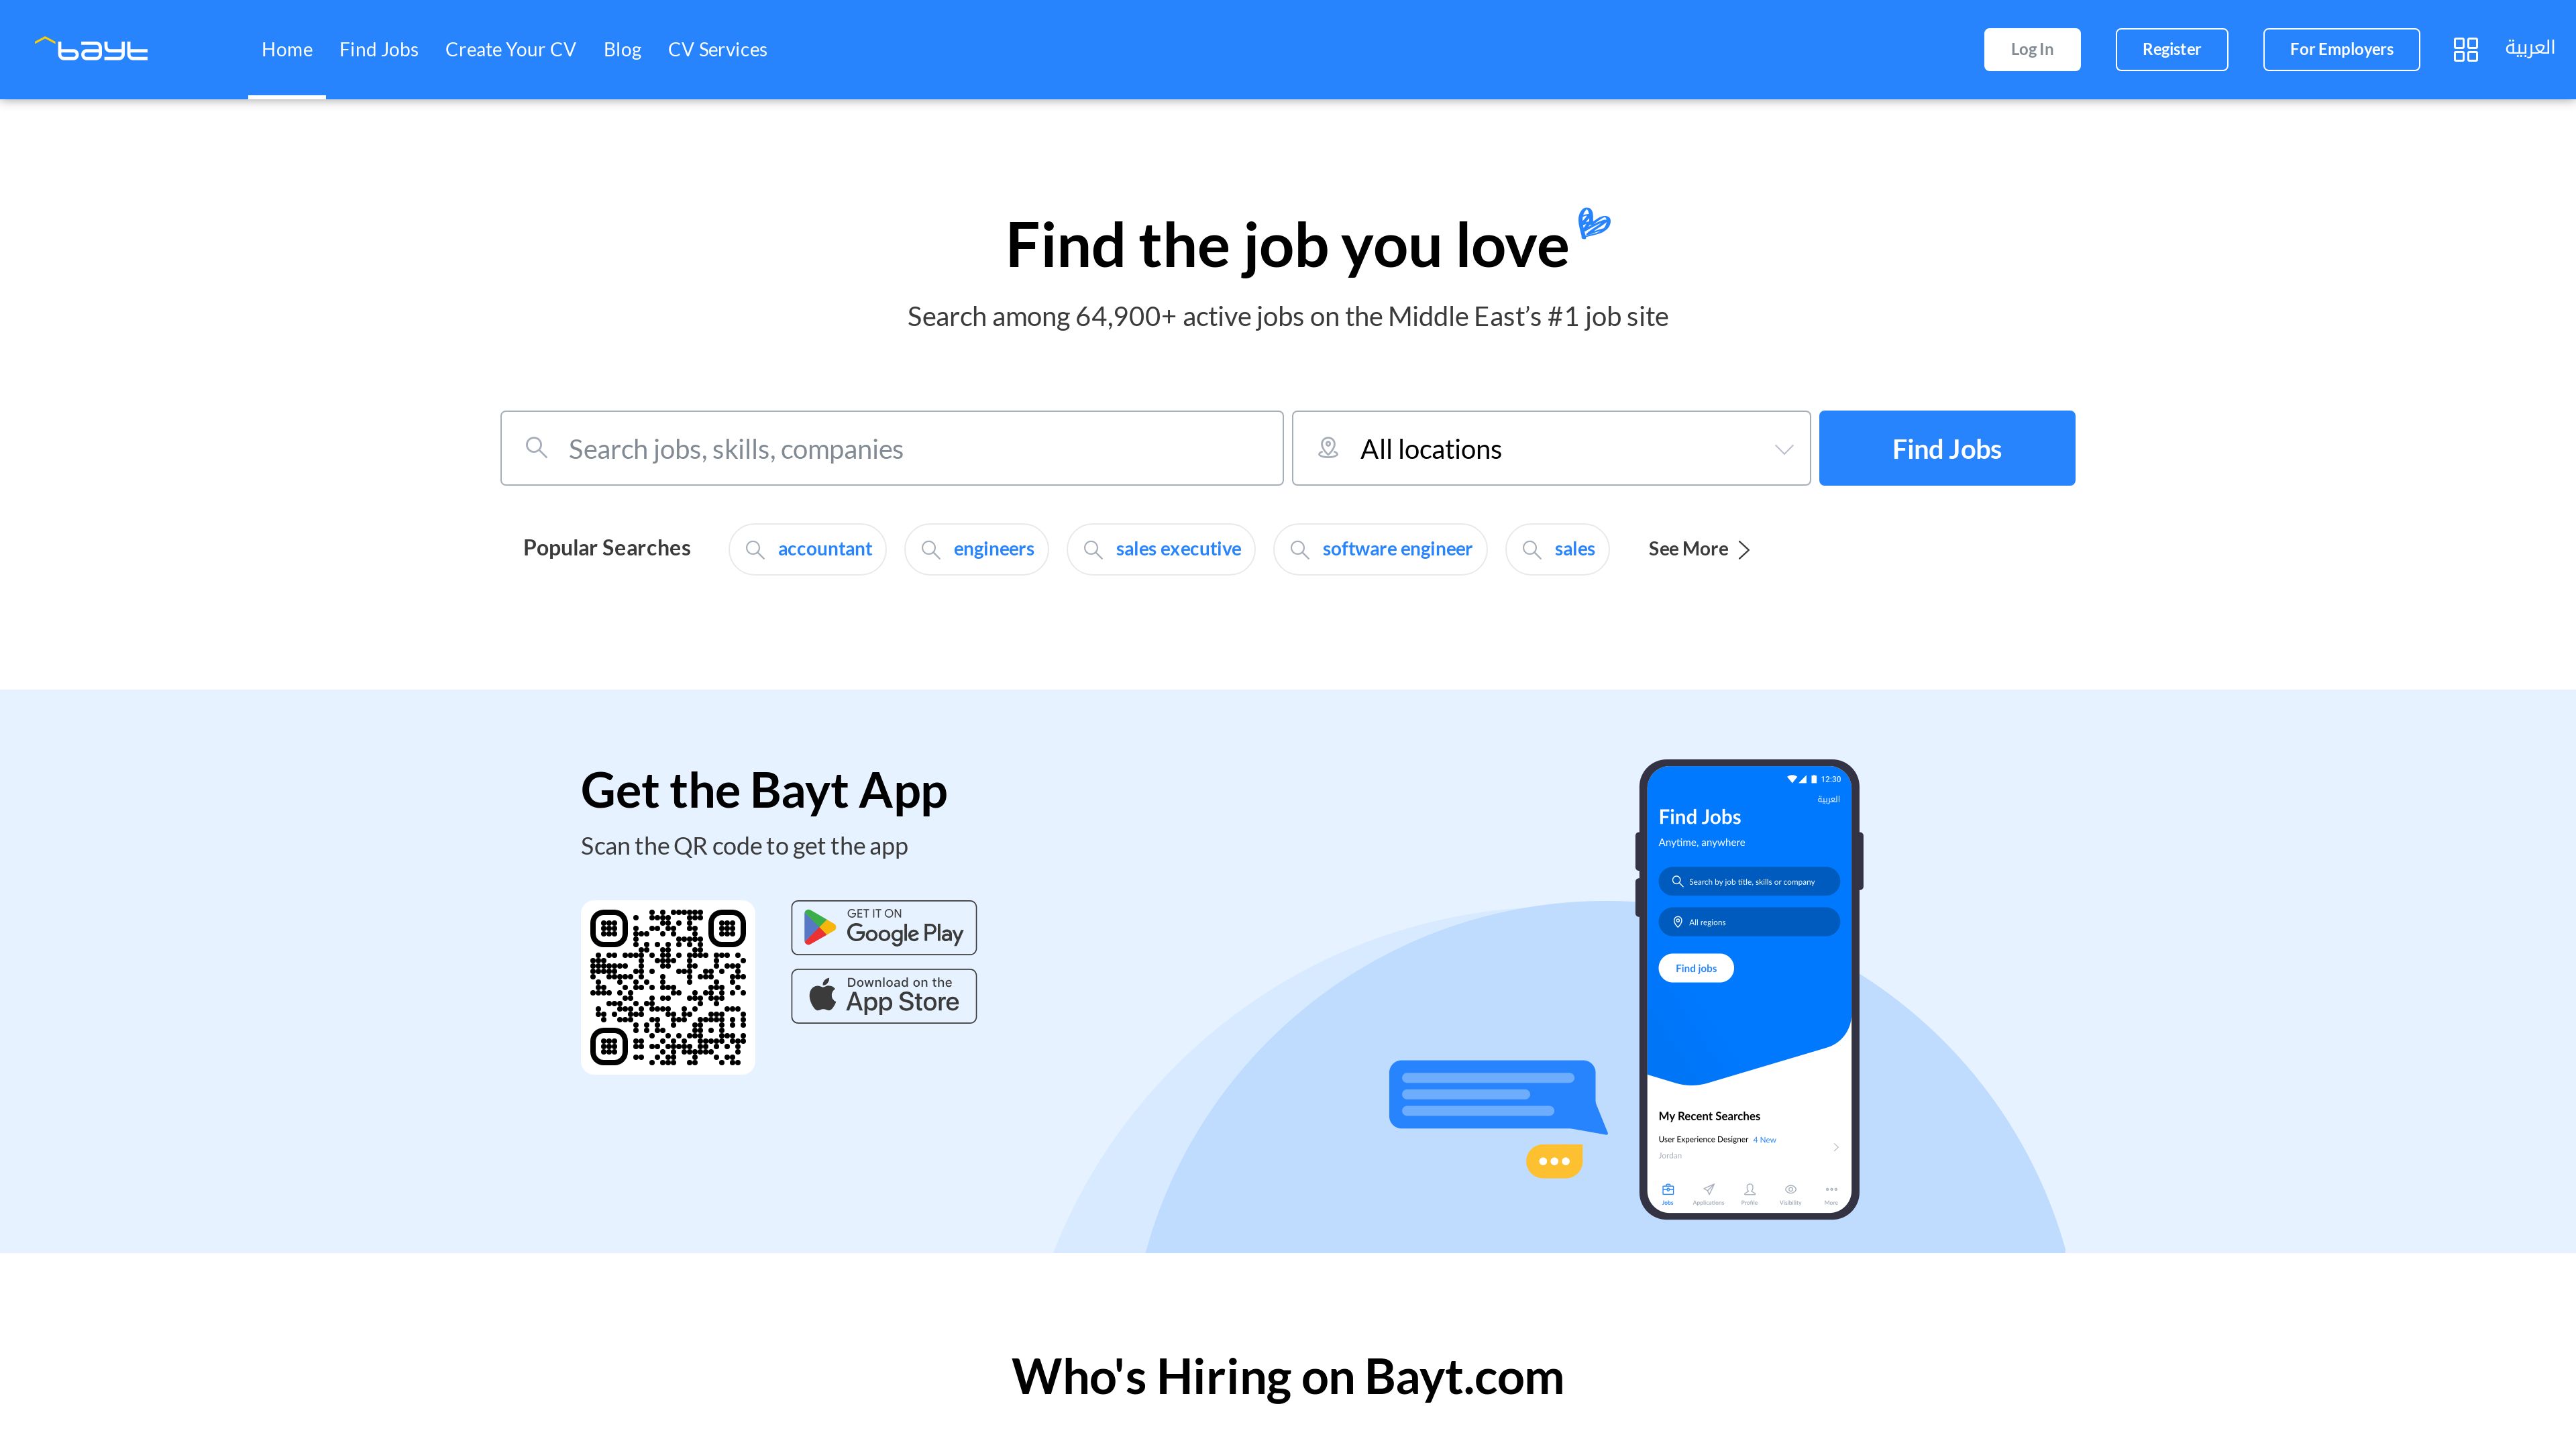 bayt
Home
Find Jobs
Create Your CV
Blog
CV Services
Log In
Register
For Employers
العربية
Find the job you love
Search among 64,900+ active jobs on the Middle East’s #1 job site
Search jobs, skills, companies
All locations
Find Jobs
Popular Searches
accountant
engineers
sales executive
software engineer
sales
See More
Get the Bayt App
Scan the QR code to get the app
GET IT ON
Google Play
Download on the
App Store
12:30
العربية
Find Jobs
Anytime, anywhere
Search by job title, skills or company
All regions
Find jobs
My Recent Searches
User Experience Designer 4 New
Jordan
Jobs
Applications
Profile
Visibility
More
Who's Hiring on Bayt.com